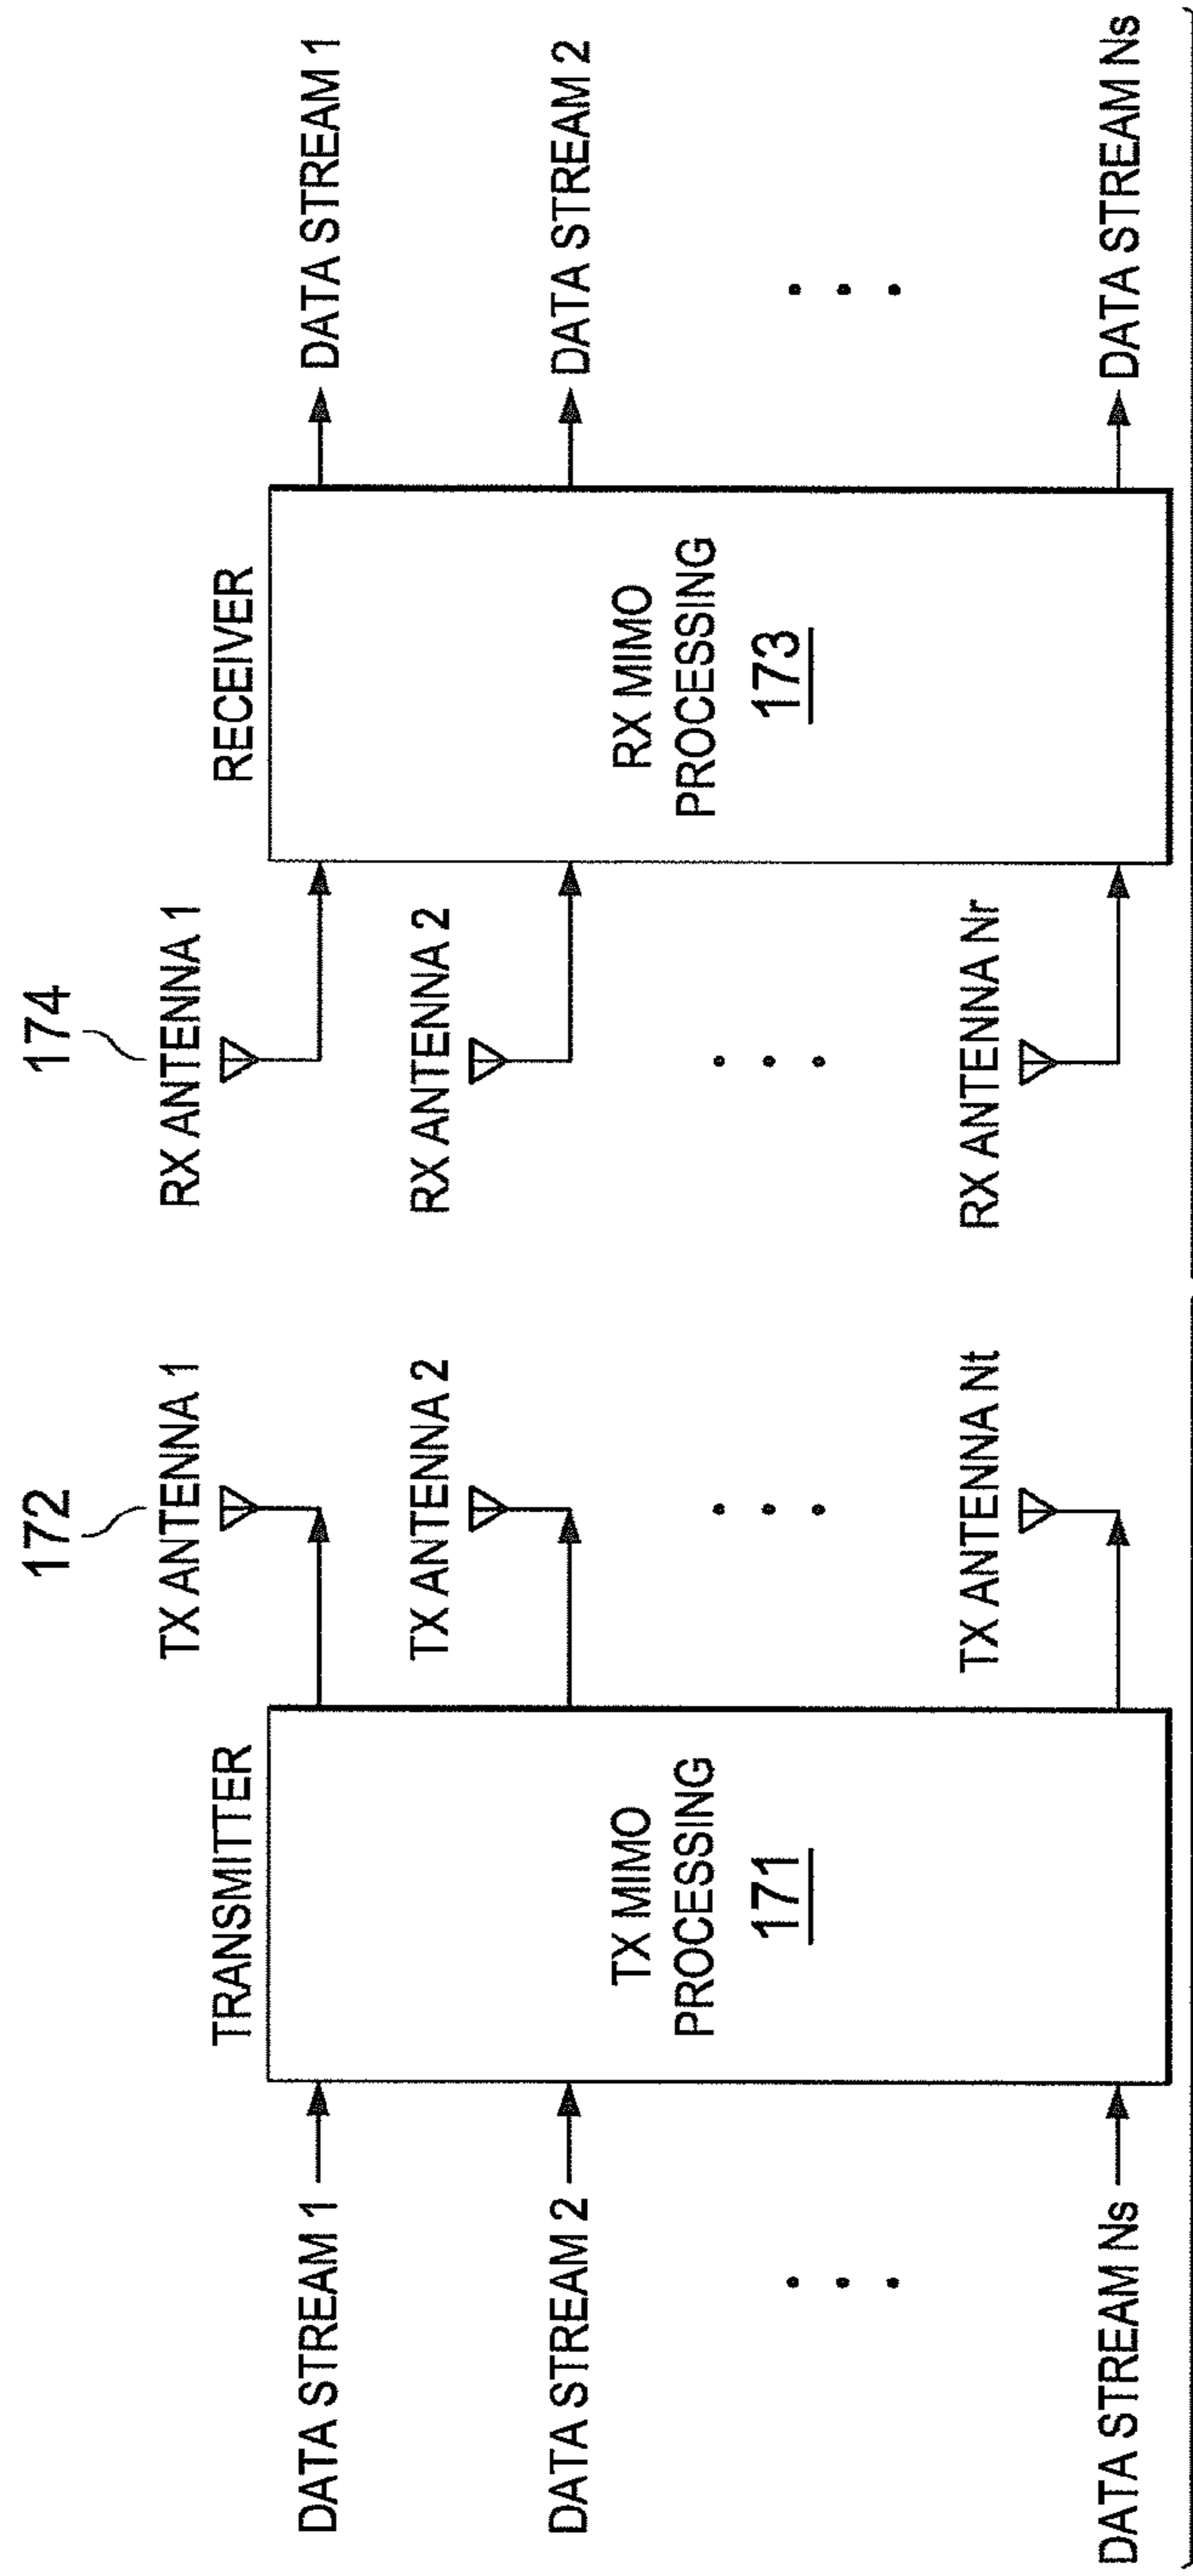 172
174
TX ANTENNA 1
RX ANTENNA 1
TRANSMITTER
RECEIVER
DATA STREAM 1
DATA STREAM 1
TX ANTENNA 2
RX ANTENNA 2
DATA STREAM 2
DATA STREAM 2
TX MIMO
PROCESSING
171
RX MIMO
PROCESSING
173
TX ANTENNA Nt
RX ANTENNA Nr
DATA STREAM Ns
DATA STREAM Ns